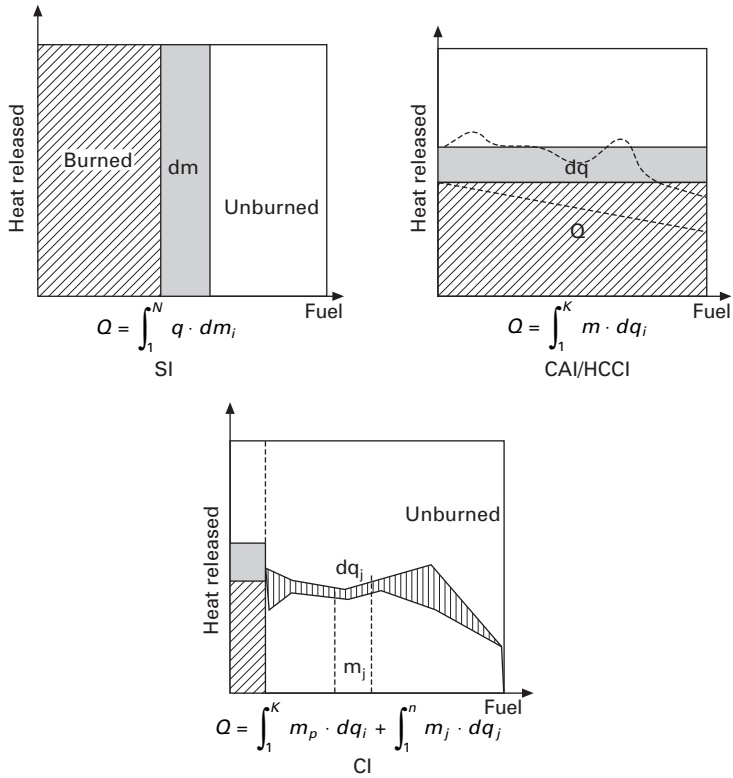 Heat released
Burned
dm
Unburned
Fuel
Q = ∫₁ᴺ q · dmᵢ
SI
Heat released
dq
Q
Fuel
Q = ∫₁ᴷ m · dqᵢ
CAI/HCCI
Heat released
Unburned
dqⱼ
mⱼ
Fuel
Q = ∫₁ᴷ mₚ · dqᵢ + ∫₁ⁿ mⱼ · dqⱼ
CI